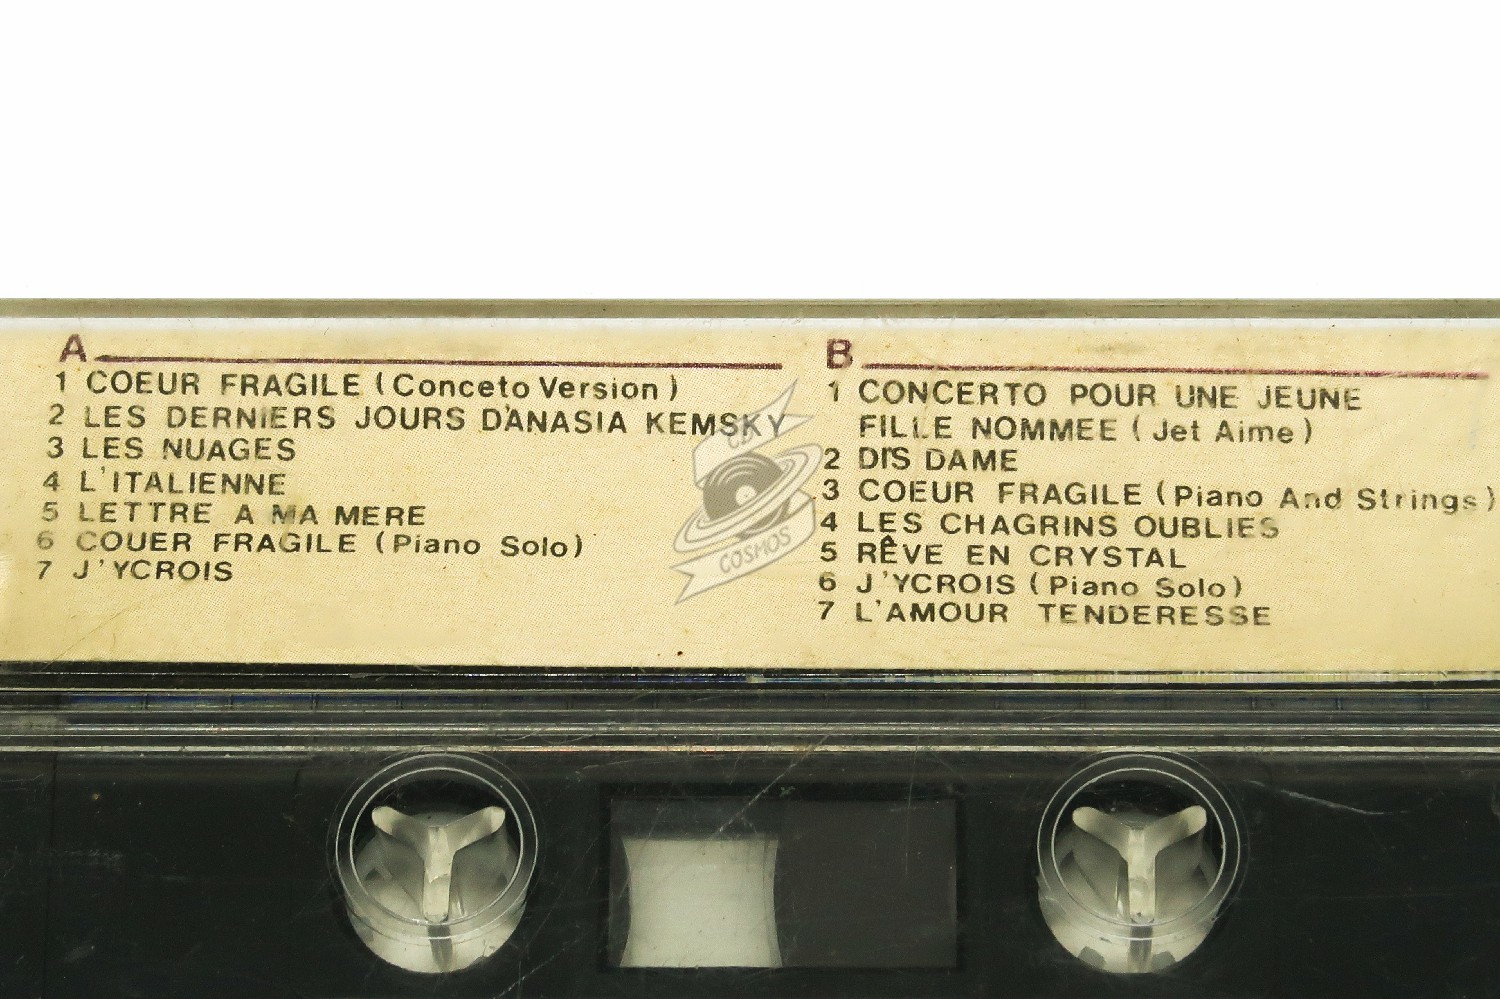 A
1 COEUR FRAGILE (Conceto Version)
2 LES DERNIERS JOURS D'ANASIA KEMSKY
3 LES NUAGES
4 L'ITALIENNE
5 LETTRE A MA MERE
6 COUER FRAGILE (Piano Solo)
7 J'YCROIS
B
1 CONCERTO POUR UNE JEUNE
FILLE NOMMEE (Jet Aime)
2 DI'S DAME
3 COEUR FRAGILE (Piano And Strings)
4 LES CHAGRINS OUBLIES
5 RÊVE EN CRYSTAL
6 J'YCROIS (Piano Solo)
7 L'AMOUR TENDERESSE
CD
COSMOS